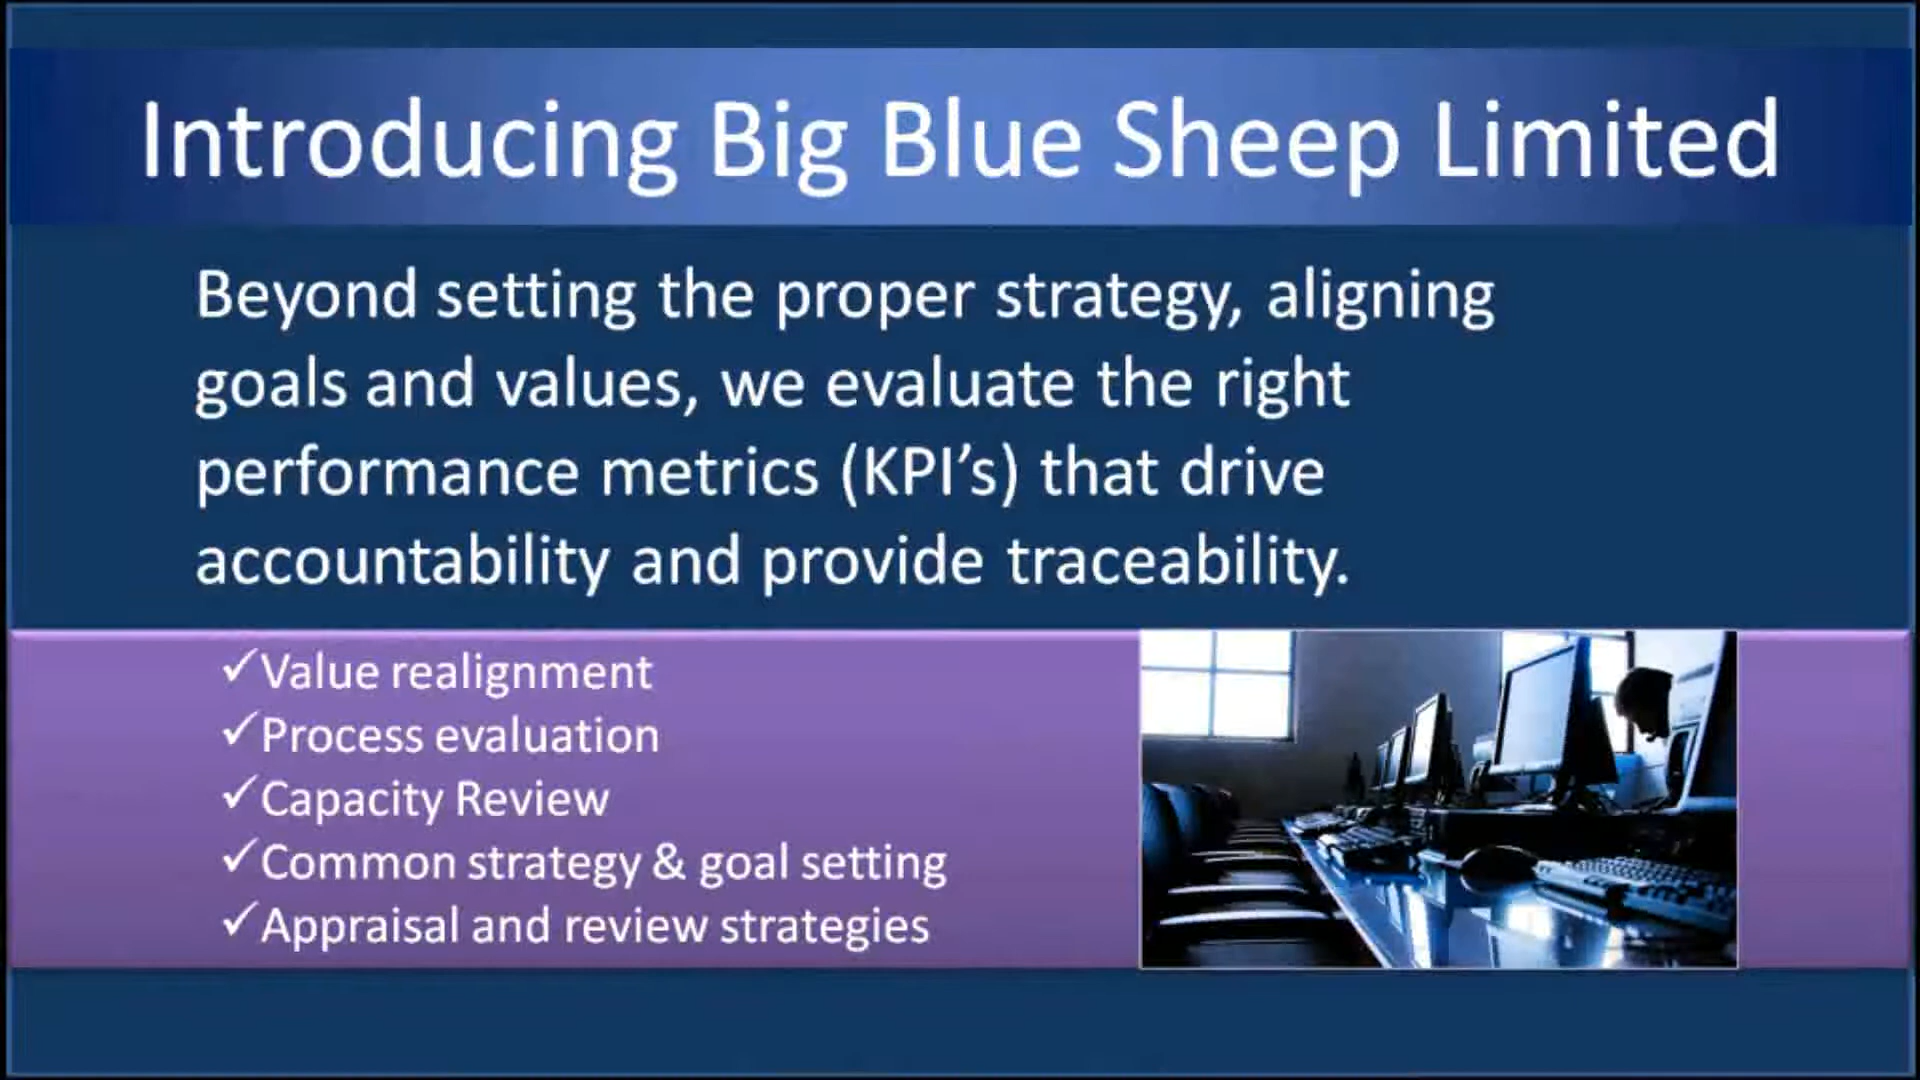 Introducing Big Blue Sheep Limited
Beyond setting the proper strategy, aligning
goals and values, we evaluate the right
performance metrics (KPI’s) that drive
accountability and provide traceability.
✓Value realignment
✓Process evaluation
✓Capacity Review
✓Common strategy & goal setting
✓Appraisal and review strategies